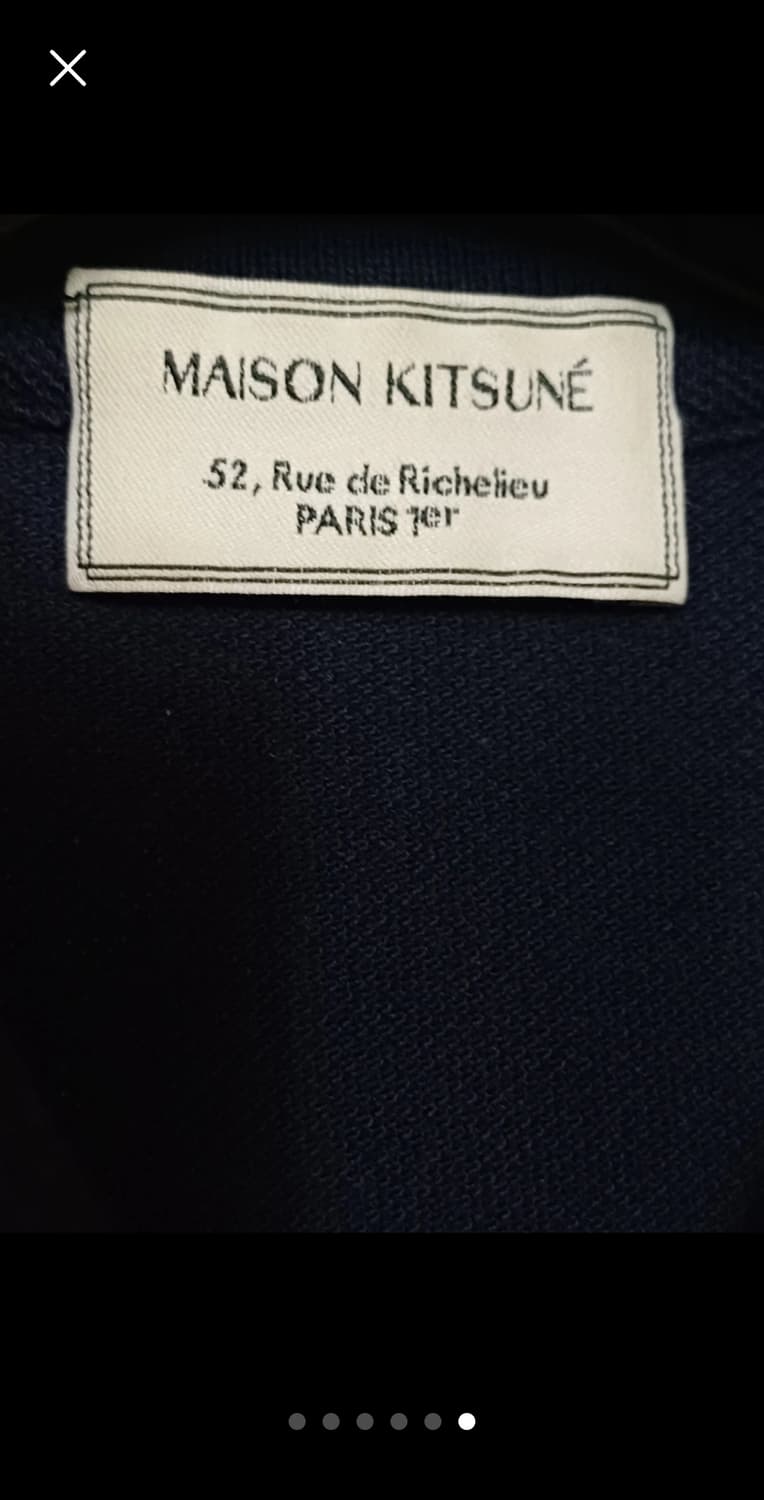 MAISON KITSUNÉ
52, Rue de Richelieu
PARIS 1er